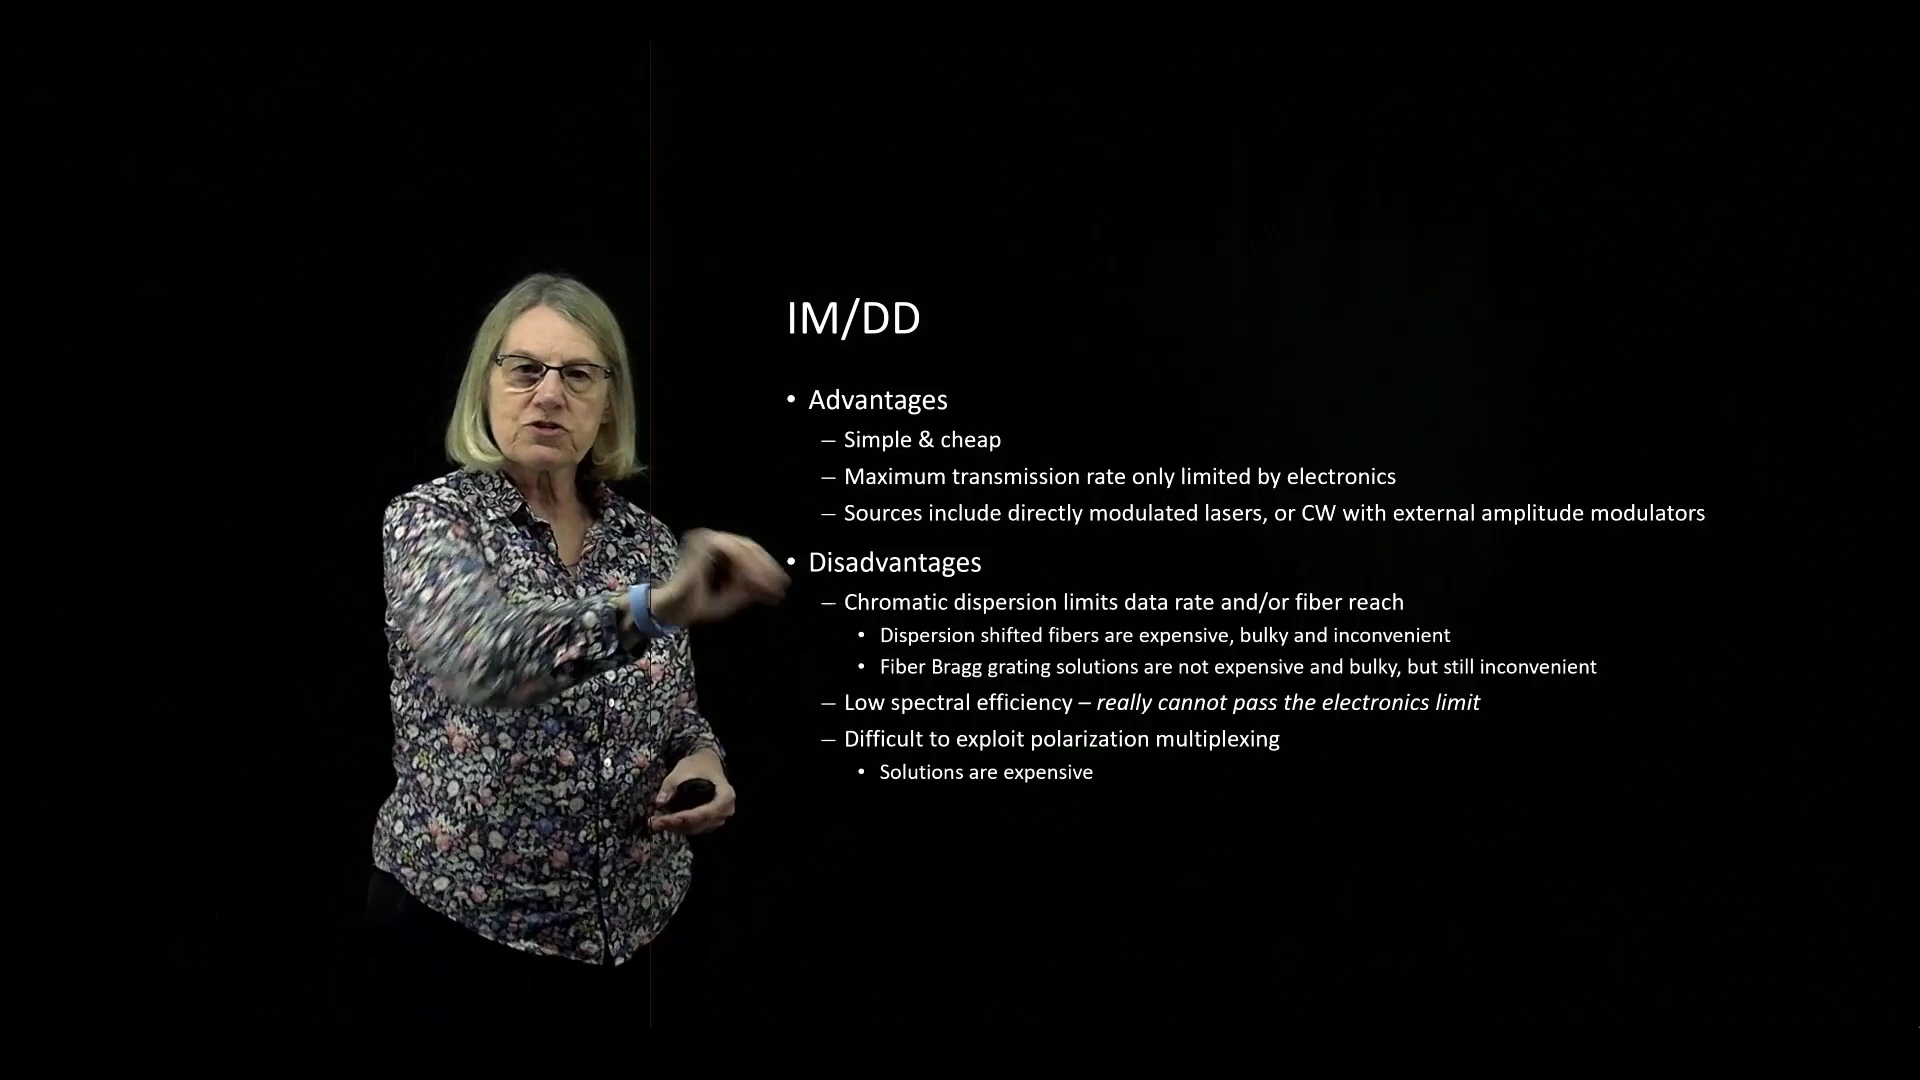 IM/DD
• Advantages
– Simple & cheap
– Maximum transmission rate only limited by electronics
– Sources include directly modulated lasers, or CW with external amplitude modulators
• Disadvantages
– Chromatic dispersion limits data rate and/or fiber reach
• Dispersion shifted fibers are expensive, bulky and inconvenient
• Fiber Bragg grating solutions are not expensive and bulky, but still inconvenient
– Low spectral efficiency – really cannot pass the electronics limit
– Difficult to exploit polarization multiplexing
• Solutions are expensive